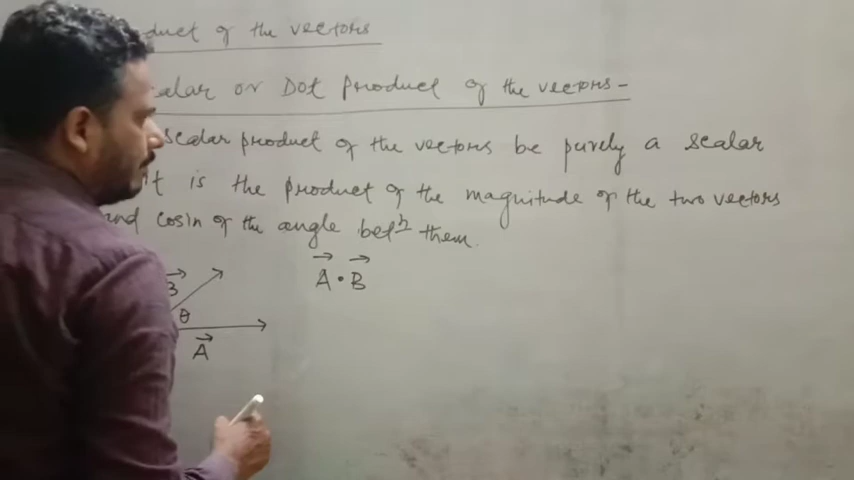 duct of the vectors
calar or Dot Product of the vectors-
scalar product of the vectors be purely a scalar
it is the product of the magnitude of the two vectors
and cosin of the angle betⁿ them.
A⃗ · B⃗
B⃗
θ
A⃗